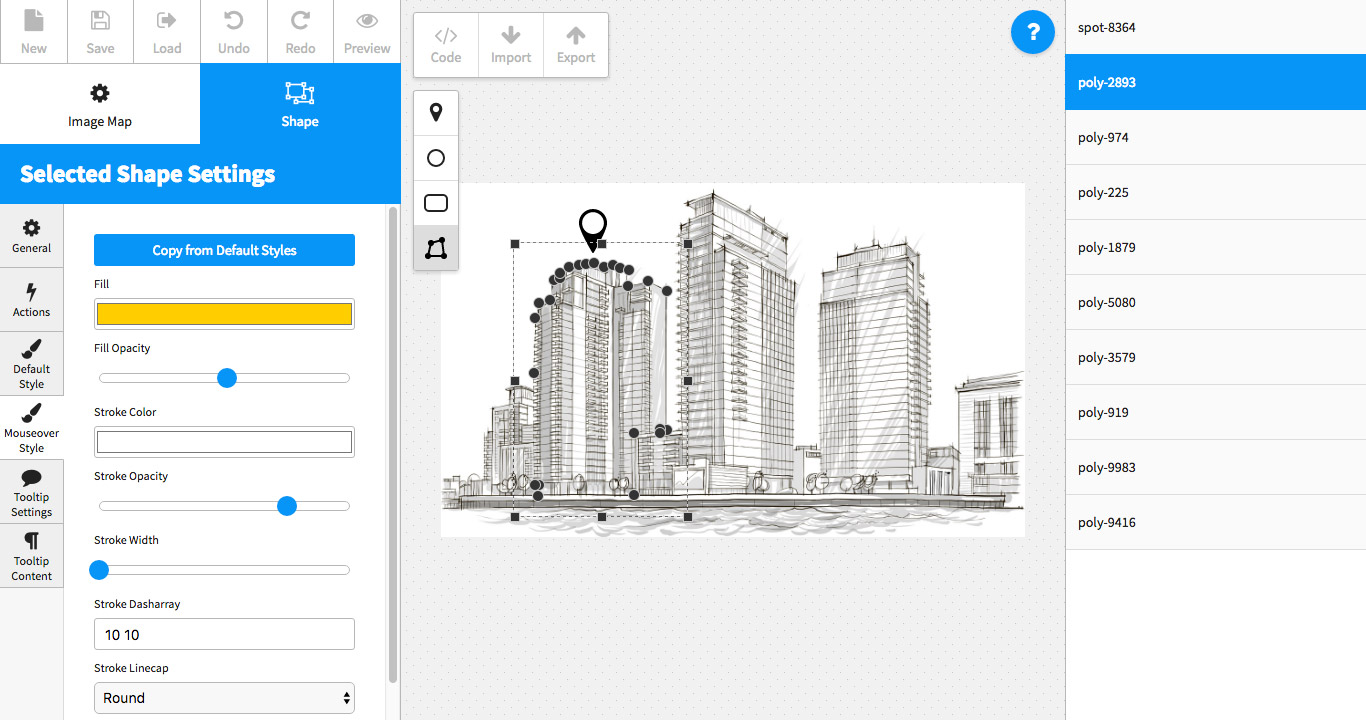 New
Save
Load
Undo
Redo
Preview
Image Map
Shape
Selected Shape Settings
General
Actions
Default
Style
Mouseover
Style
Tooltip
Settings
Tooltip
Content
Copy from Default Styles
Fill
Fill Opacity
Stroke Color
Stroke Opacity
Stroke Width
Stroke Dasharray
10 10
Stroke Linecap
Round
Code
Import
Export
?
spot-8364
poly-2893
poly-974
poly-225
poly-1879
poly-5080
poly-3579
poly-919
poly-9983
poly-9416